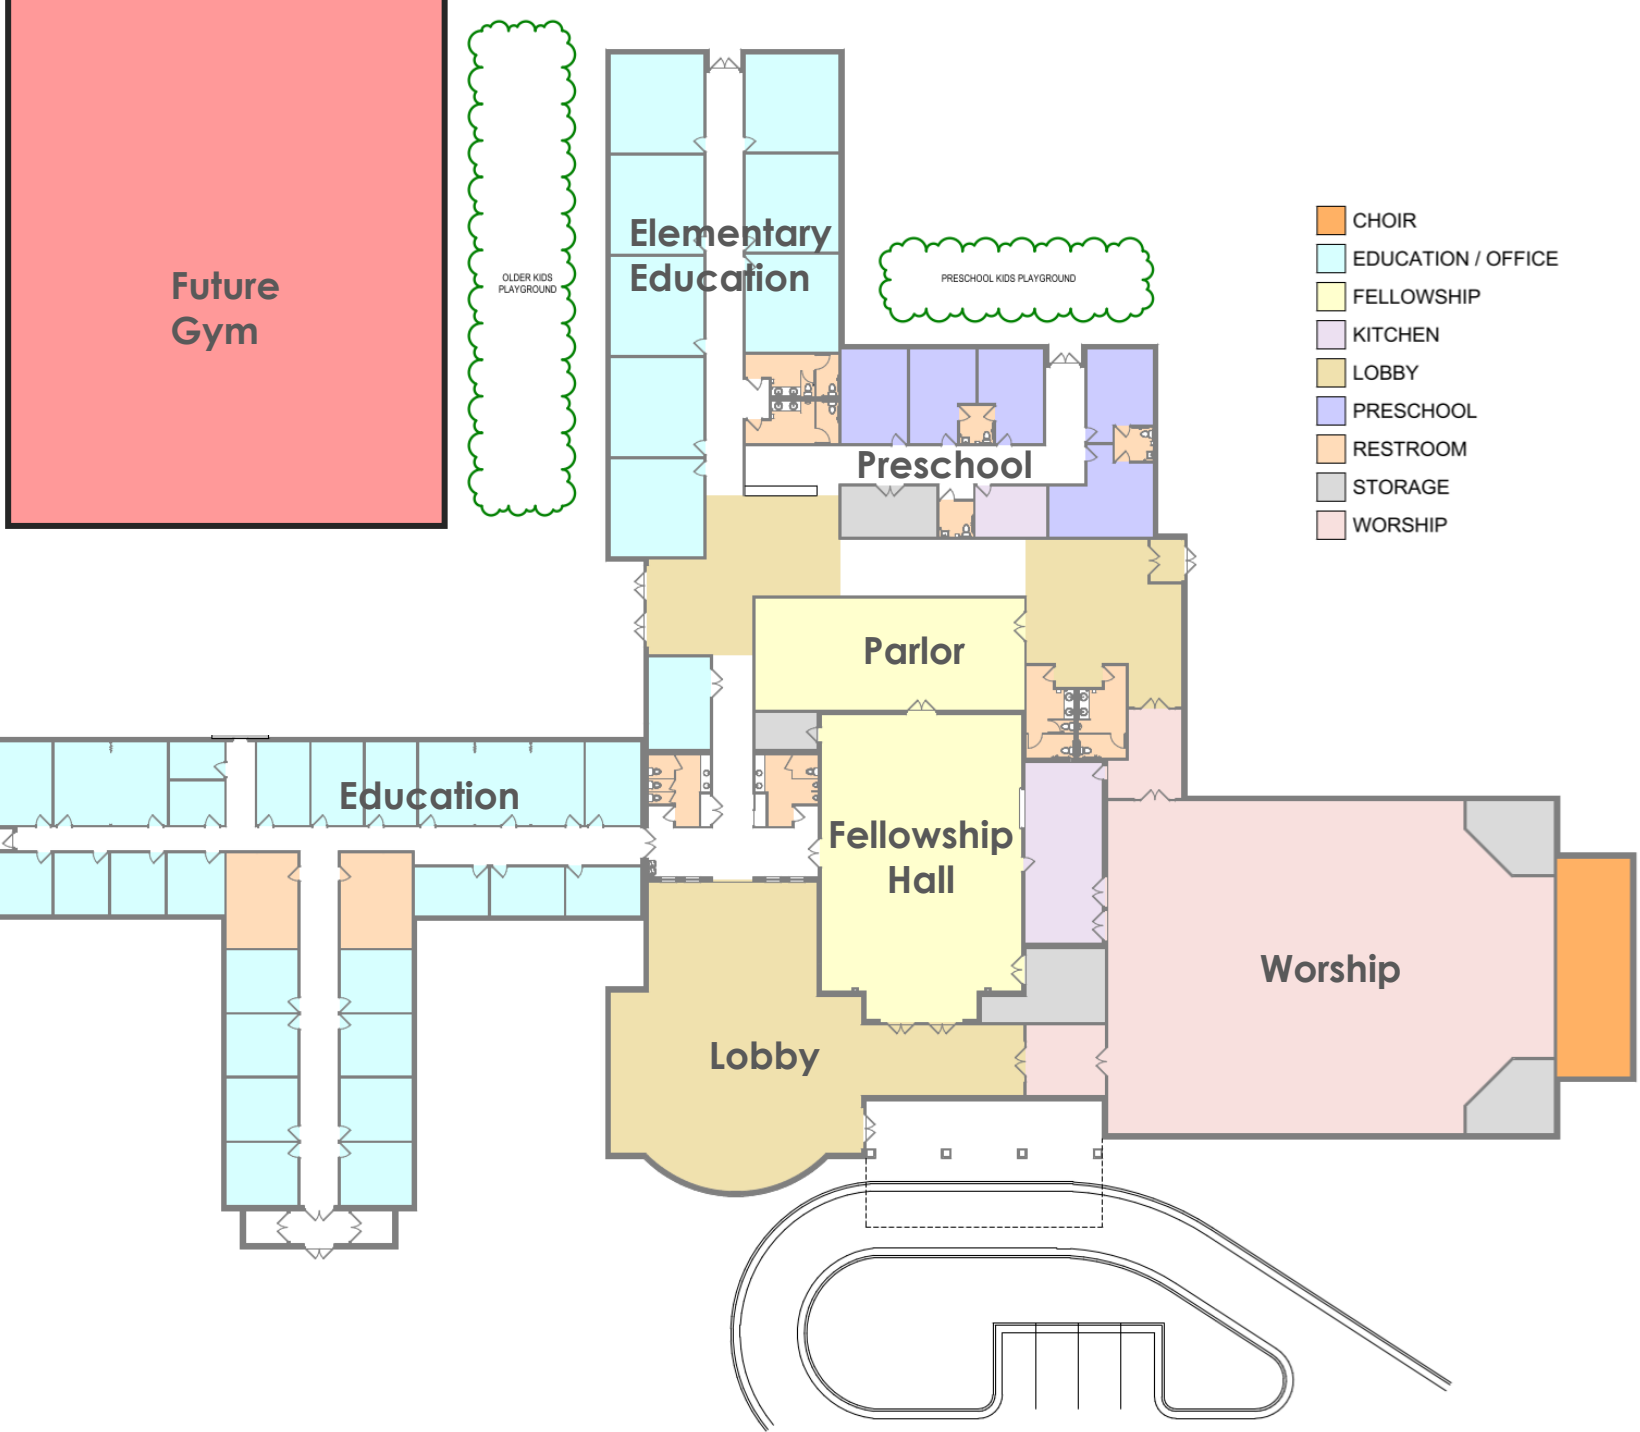 Future
Gym
OLDER KIDS
PLAYGROUND
Elementary
Education
PRESCHOOL KIDS PLAYGROUND
CHOIR
EDUCATION / OFFICE
FELLOWSHIP
KITCHEN
LOBBY
PRESCHOOL
RESTROOM
STORAGE
WORSHIP
Preschool
Parlor
Education
Fellowship
Hall
Worship
Lobby